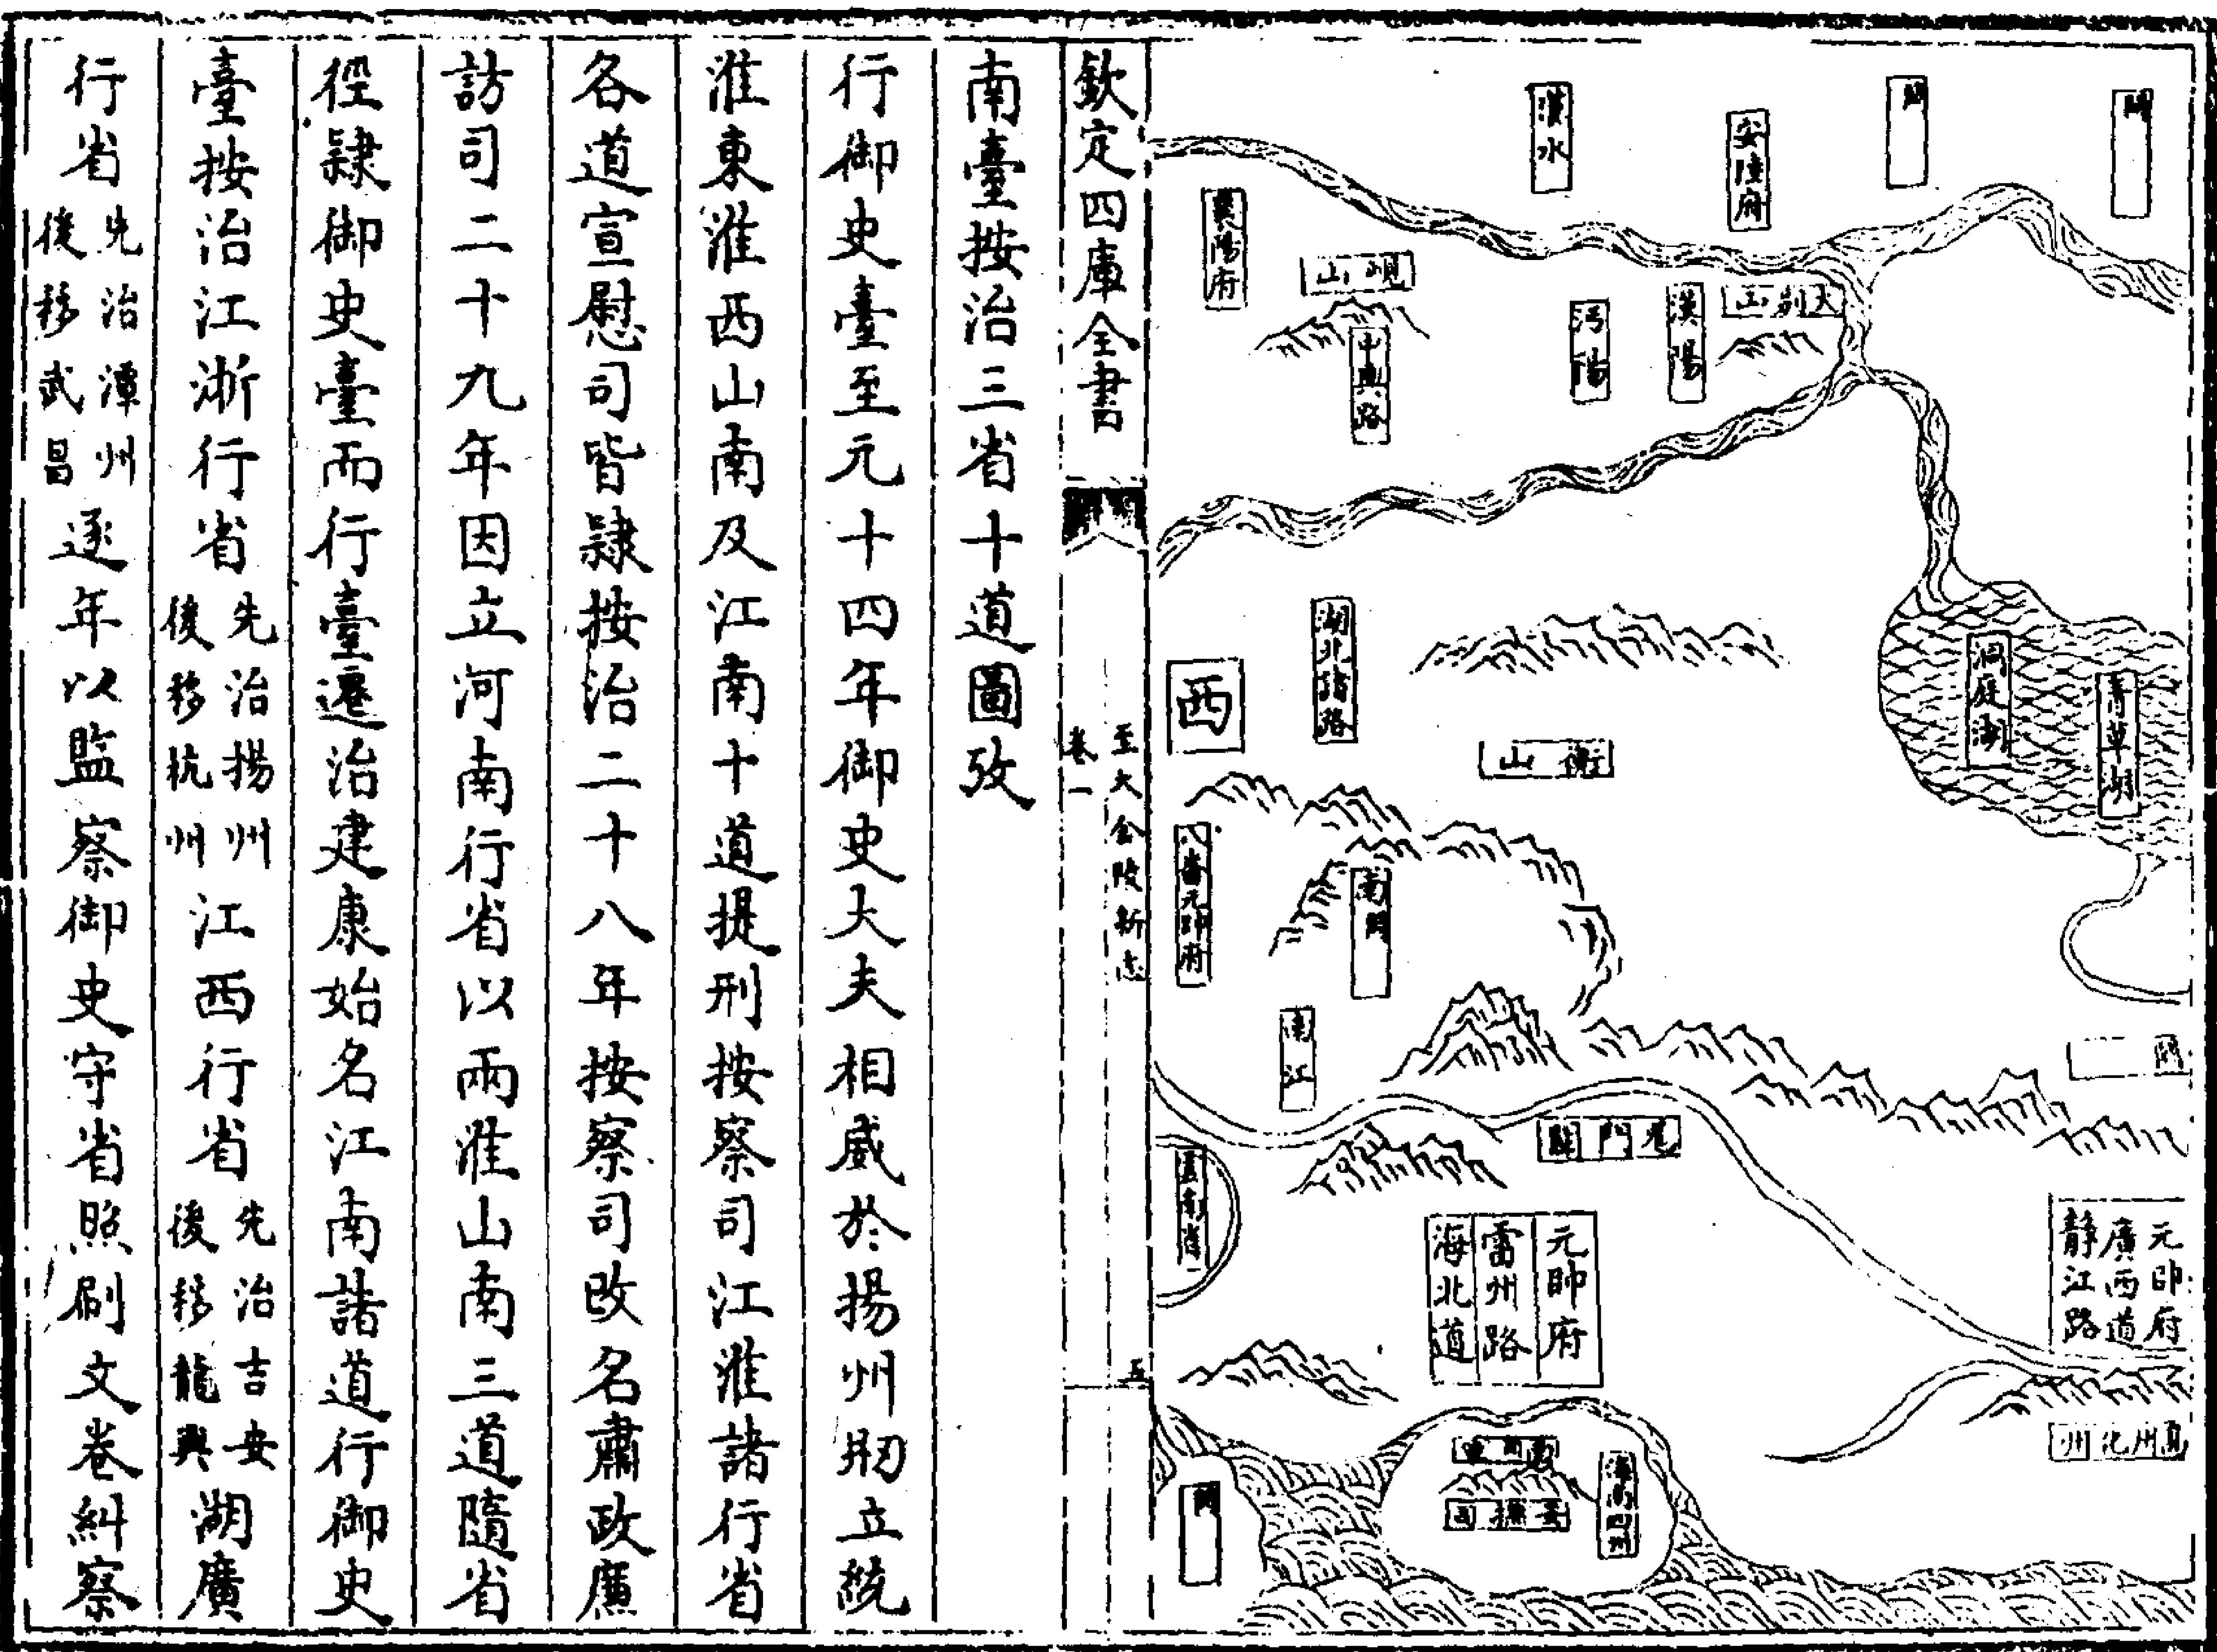 漢水
安陸府
襄陽府
峴山
大別山
漢陽
沔陽
中興路
洞庭湖
青草湖
湖北諸路
西
衡山
八番元帥府
南江
元帥府
廣西道
靜江路
元帥府
雷州路
海北道
高州化州
欽定四庫全書
至大金陵新志
卷一
五
南臺按治三省十道圖攷
行御史臺至元十四年御史大夫相威於揚州刱立統
淮東淮西山南及江南十道提刑按察司江淮諸行省
各道宣慰司皆隸按治二十八年按察司改名肅政廉
訪司二十九年因立河南行省以兩淮山南三道隨省
徑隸御史臺而行臺遷治建康始名江南諸道行御史
臺按治江淅行省先治揚州後移杭州江西行省先治吉安後移龍興湖廣
行省先治潭州後移武昌逐年以監察御史守省照刷文卷糾察